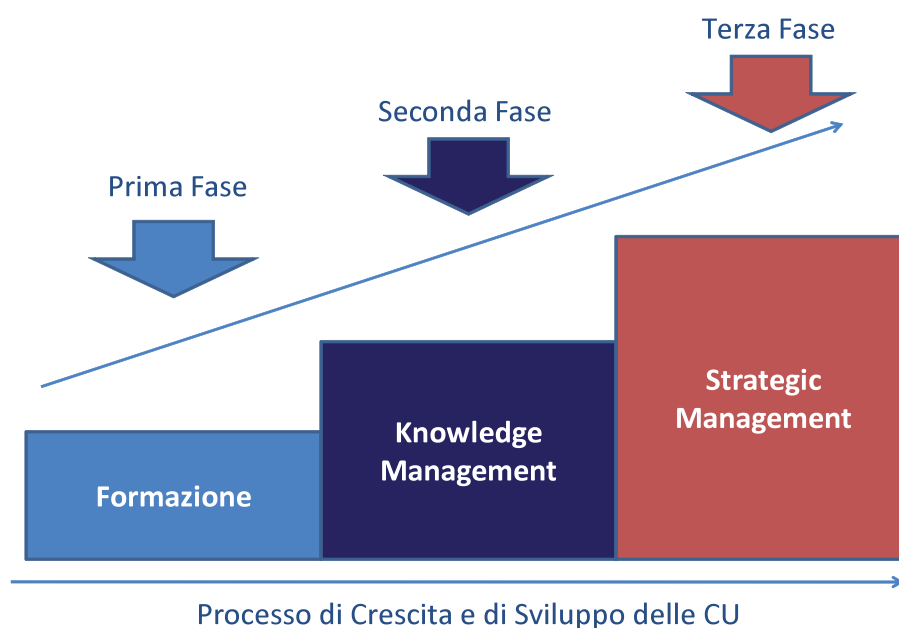 Terza Fase
Seconda Fase
Prima Fase
Strategic
Management
Knowledge
Management
Formazione
Processo di Crescita e di Sviluppo delle CU